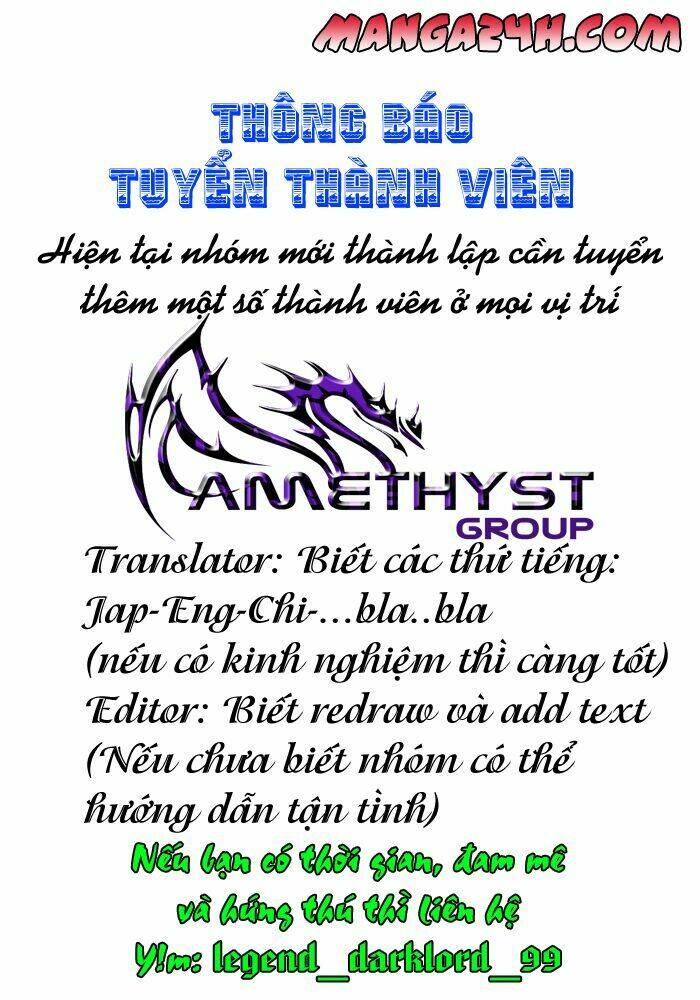 MANGA24H.COM
THÔNG BÁO
TUYỂN THÀNH VIÊN
Hiện tại nhóm mới thành lập cần tuyển
thêm một số thành viên ở mọi vị trí
AMETHYST
GROUP
Translator: Biết các thứ tiếng:
Jap-Eng-Chi-...bla..bla
(nếu có kinh nghiệm thì càng tốt)
Editor: Biết redraw và add text
(Nếu chưa biết nhóm có thể
hướng dẫn tận tình)
Nếu bạn có thời gian, đam mê
và hứng thú thì liên hệ
Y!m: legend_darklord_99